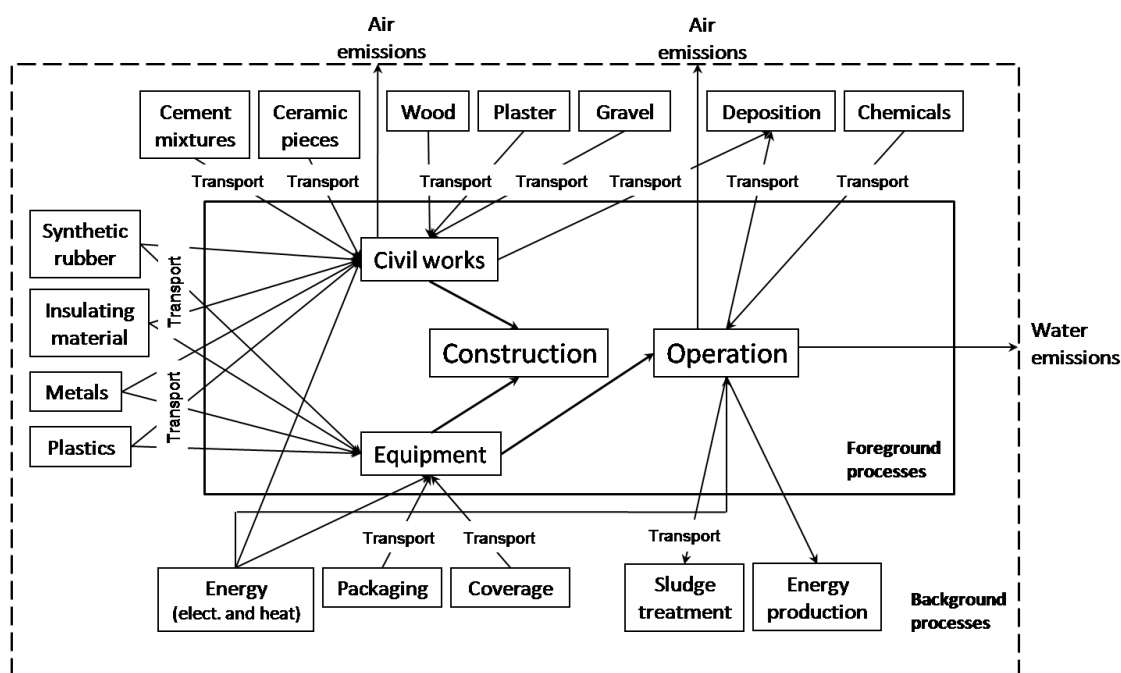 Air
emissions
Air
emissions
Cement
mixtures
Ceramic
pieces
Wood
Plaster
Gravel
Deposition
Chemicals
Transport
Transport
Transport
Transport
Transport
Transport
Transport
Synthetic
rubber
Transport
Civil works
Insulating
material
Construction
Operation
Water
emissions
Metals
Transport
Plastics
Equipment
Foreground
processes
Transport
Transport
Transport
Energy
(elect. and heat)
Packaging
Coverage
Sludge
treatment
Energy
production
Background
processes